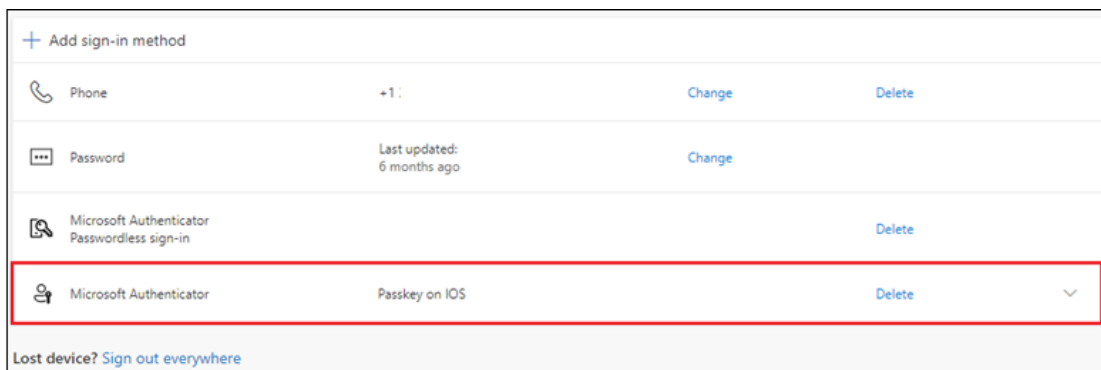 Add sign-in method
Phone +1 Change Delete
Password Last updated: Change
6 months ago
Microsoft Authenticator
Passwordless sign-in Delete
Microsoft Authenticator Passkey on IOS Delete
Lost device? Sign out everywhere